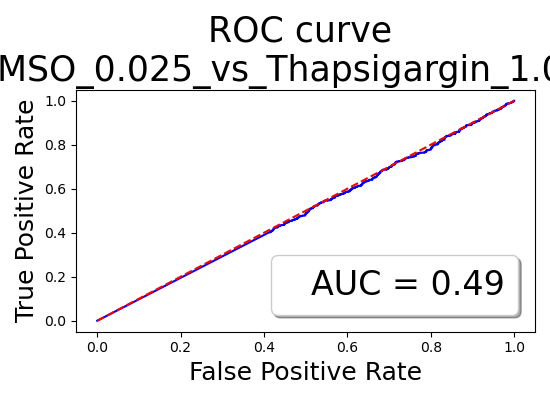 ROC curve
MSO_0.025_vs_Thapsigargin_1.0
True Positive Rate
1.0
0.8
0.6
0.4
0.2
0.0
AUC = 0.49
0.0 0.2 0.4 0.6 0.8 1.0
False Positive Rate